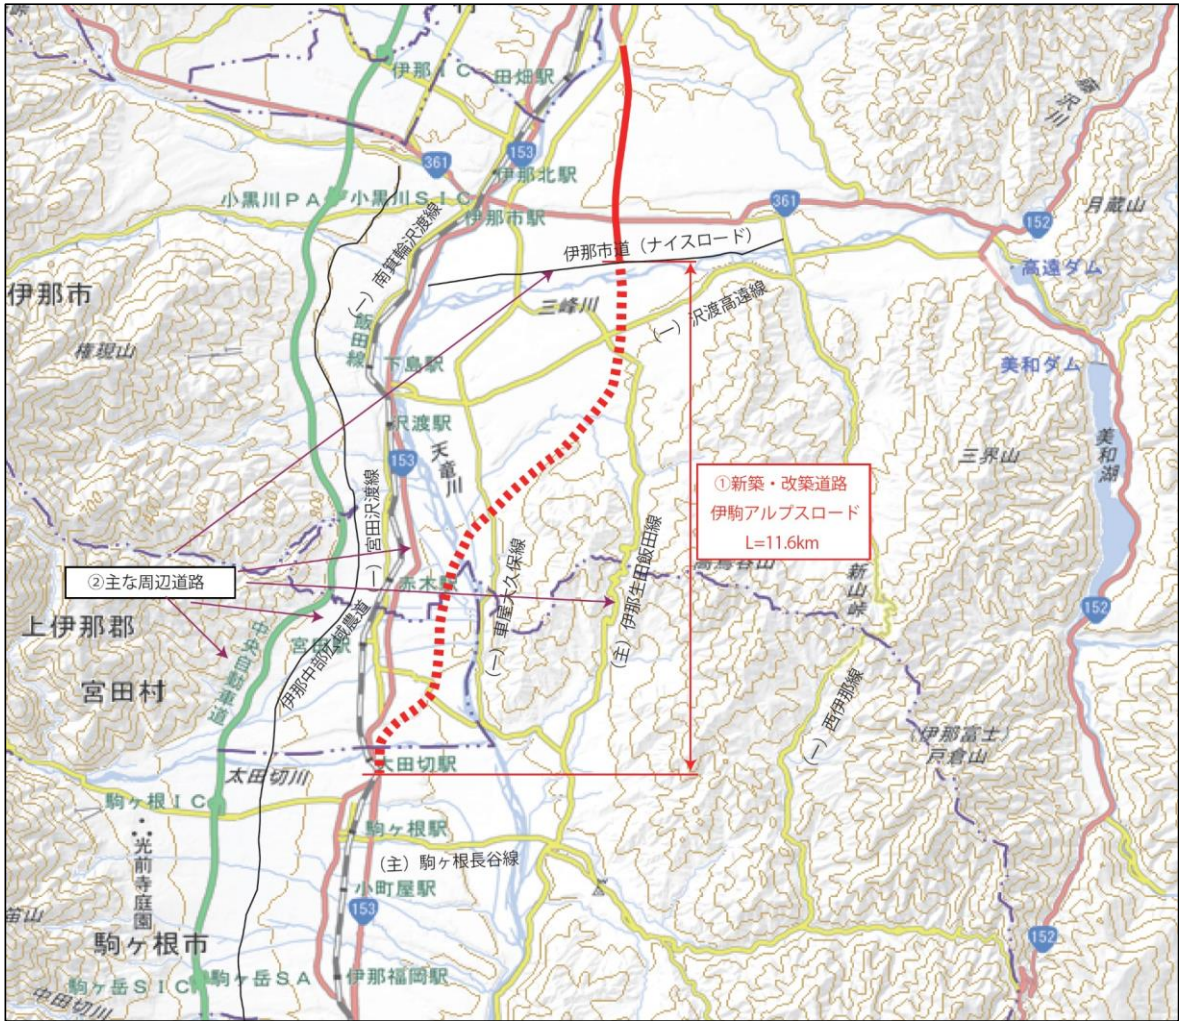 伊那IC
田畑駅
153
361
伊那北駅
小黒川PA
小黒川SIC
伊那市駅
361
152
藤沢川
月蔵山
高遠ダム
伊那市道（ナイスロード）
（一）南箕輪沢渡線
伊那市
三峰川
（一）沢渡高遠線
権現山
飯田線
下島駅
美和ダム
沢渡駅
153
天竜川
三界山
美和湖
①新築・改築道路
伊駒アルプスロード
L=11.6km
（一）宮田沢渡線
（一）車屋大久保線
（主）伊那生田飯田線
②主な周辺道路
赤木駅
高烏谷山
新山峠
152
上伊那郡
宮田村
中央自動車道
伊那中部広域農道
宮田駅
（一）西伊那線
（伊那富士）
戸倉山
太田切川
大田切駅
駒ヶ根IC
駒ヶ根駅
（主）駒ヶ根長谷線
光前寺庭園
小町屋駅
153
152
駒ヶ根市
駒ヶ岳SIC
駒ヶ岳SA
伊那福岡駅
中田切川